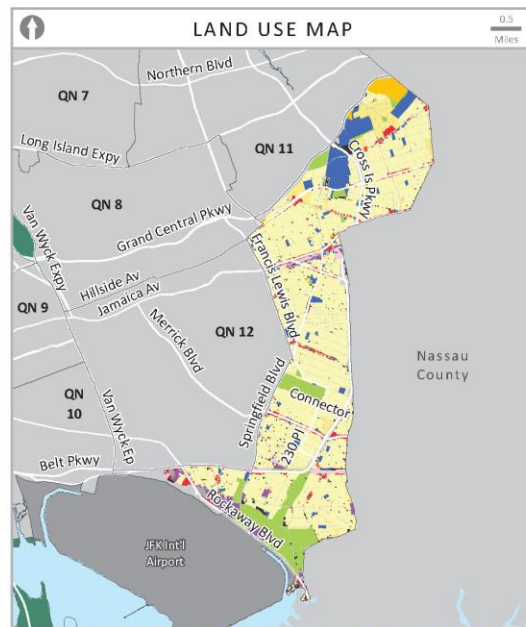 LAND USE MAP
0.5
Miles
Northern Blvd
QN 7
Long Island Expy
QN 11
Cross Is Pkwy
QN 8
Grand Central Pkwy
Van Wyck Expy
Francis Lewis Blvd
Hillside Av
Jamaica Av
QN 9
QN 12
Merrick Blvd
Nassau
County
QN
10
Springfield Blvd
Connector
Van Wyck Ep
230 Pl
Belt Pkwy
Rockaway Blvd
JFK Int'l
Airport